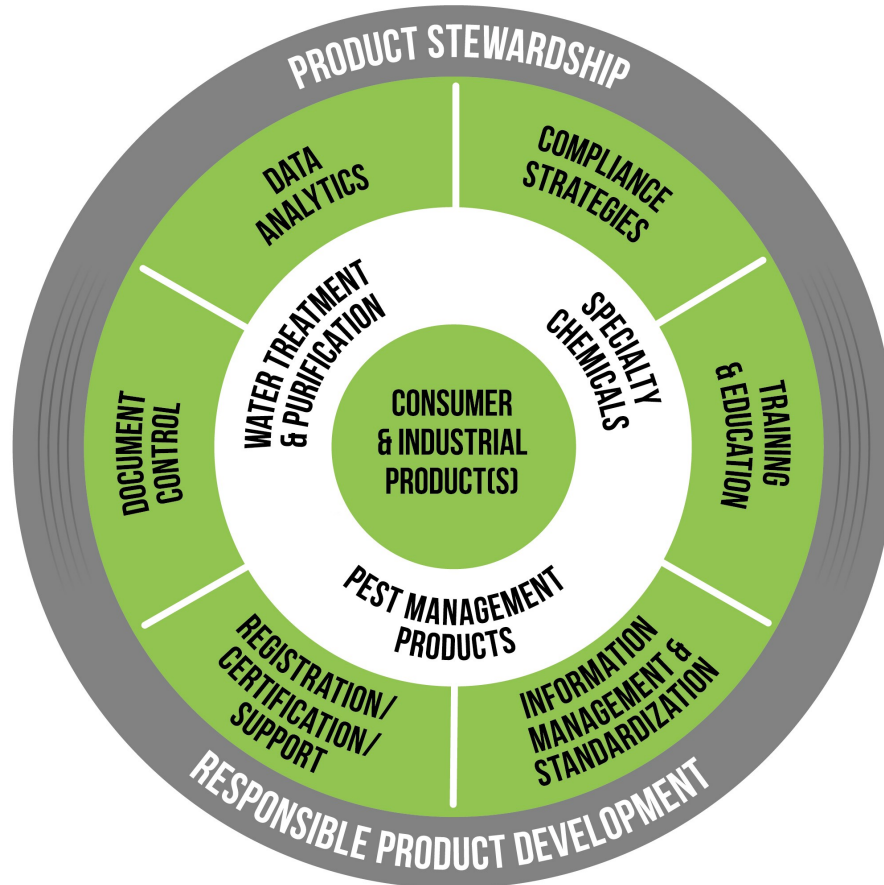 PRODUCT STEWARDSHIP
DATA
ANALYTICS
COMPLIANCE
STRATEGIES
TRAINING
& EDUCATION
INFORMATION
MANAGEMENT &
STANDARDIZATION
REGISTRATION/
CERTIFICATION/
SUPPORT
DOCUMENT
CONTROL
WATER TREATMENT
& PURIFICATION
SPECIALTY
CHEMICALS
PEST MANAGEMENT
PRODUCTS
CONSUMER
& INDUSTRIAL
PRODUCT(S)
RESPONSIBLE PRODUCT DEVELOPMENT